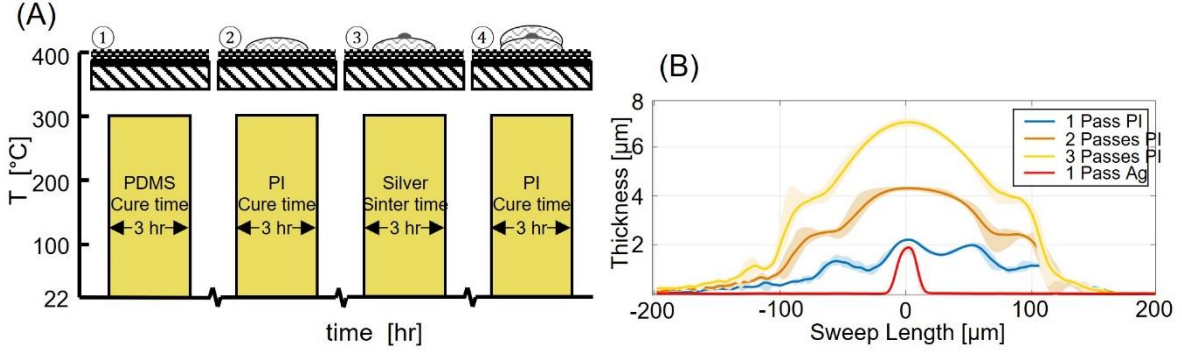 (A)
① ② ③ ④
400
300
200
100
22
T [°C]
PDMS
Cure time
3 hr
PI
Cure time
3 hr
Silver
Sinter time
3 hr
PI
Cure time
3 hr
time [hr]
(B)
8
6
4
2
0
Thickness [µm]
1 Pass PI
2 Passes PI
3 Passes PI
1 Pass Ag
-200 -100 0 100 200
Sweep Length [µm]